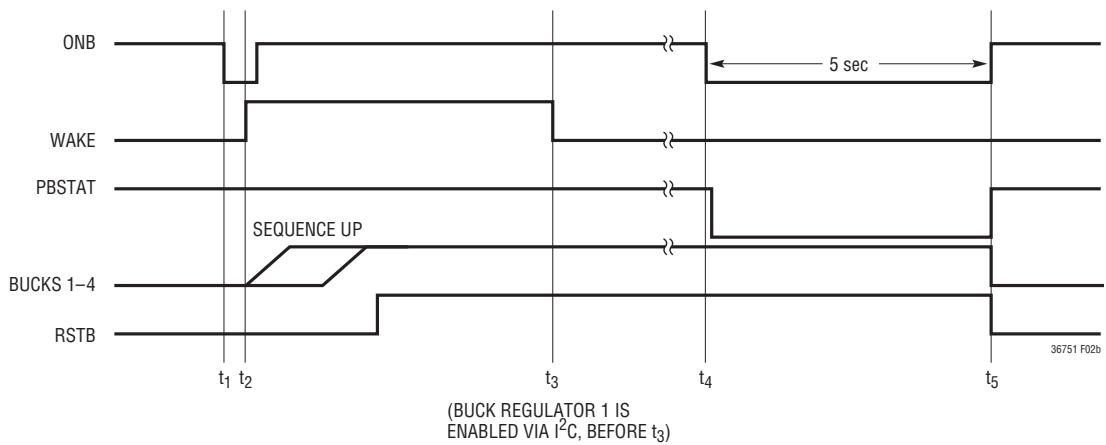 ONB
5 sec
WAKE
PBSTAT
SEQUENCE UP
BUCKS 1–4
RSTB
36751 F02b
t1 t2 t3 t4 t5
(BUCK REGULATOR 1 IS
ENABLED VIA I2C, BEFORE t3)